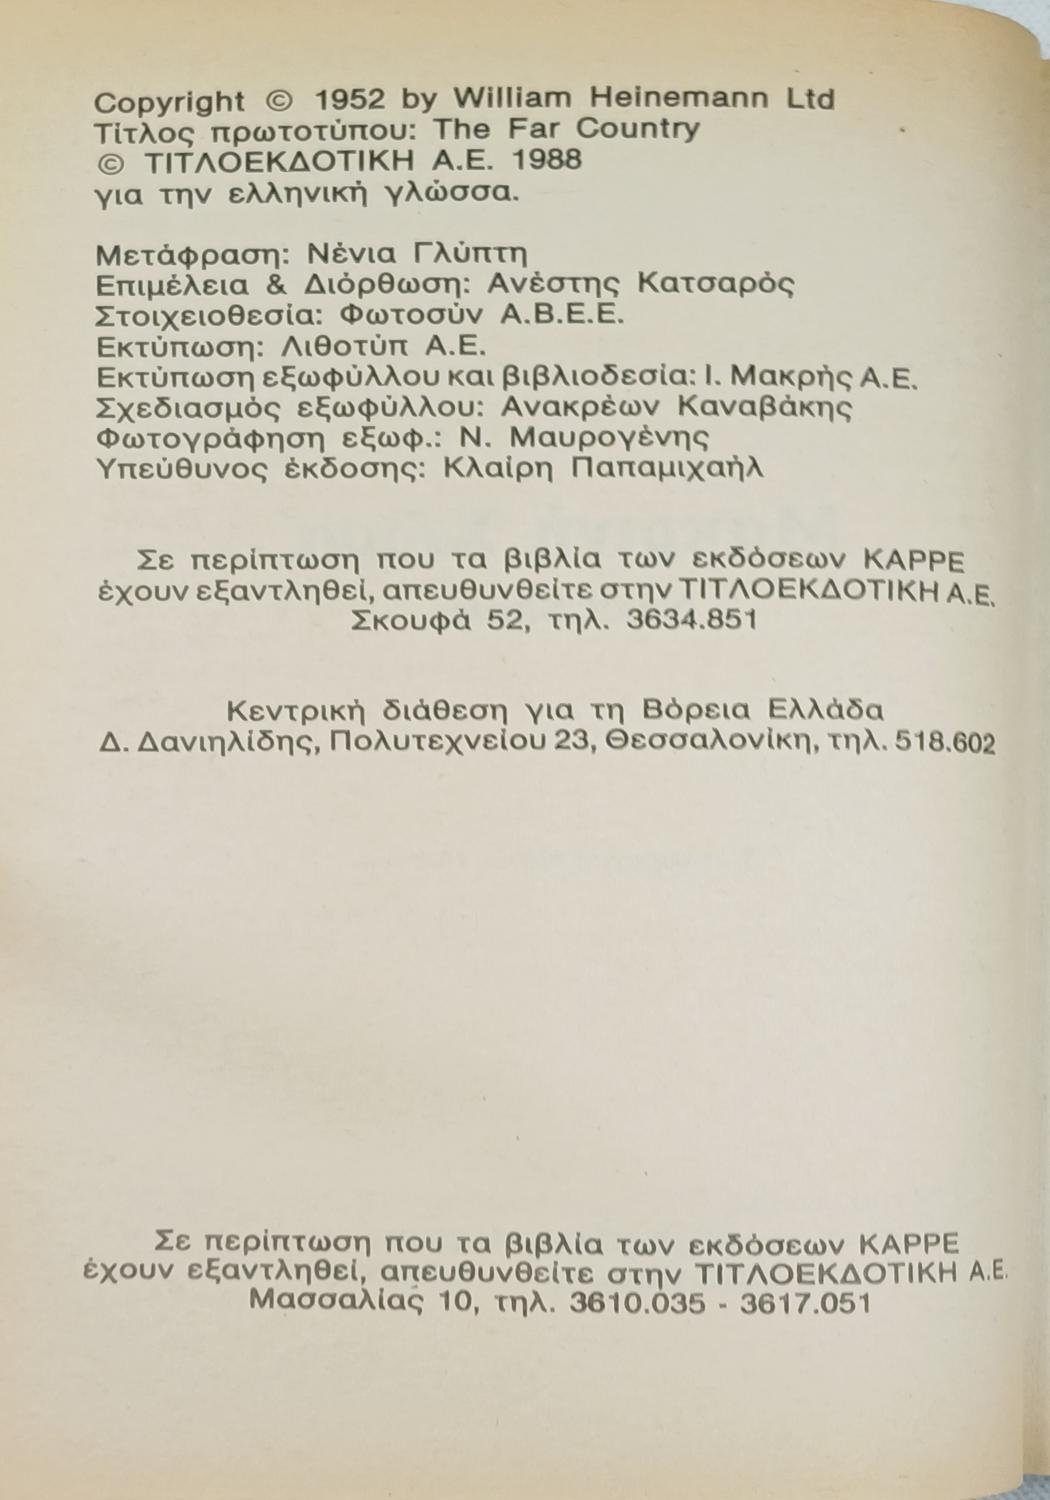 Copyright © 1952 by William Heinemann Ltd
Τίτλος πρωτοτύπου: The Far Country
© ΤΙΤΛΟΕΚΔΟΤΙΚΗ Α.Ε. 1988
για την ελληνική γλώσσα.
Μετάφραση: Νένια Γλύπτη
Επιμέλεια & Διόρθωση: Ανέστης Κατσαρός
Στοιχειοθεσία: Φωτοσύν Α.Β.Ε.Ε.
Εκτύπωση: Λιθοτύπ Α.Ε.
Εκτύπωση εξωφύλλου και βιβλιοδεσία: Ι. Μακρής Α.Ε.
Σχεδιασμός εξωφύλλου: Ανακρέων Καναβάκης
Φωτογράφηση εξωφ.: Ν. Μαυρογένης
Υπεύθυνος έκδοσης: Κλαίρη Παπαμιχαήλ
Σε περίπτωση που τα βιβλία των εκδόσεων ΚΑΡΡΕ
έχουν εξαντληθεί, απευθυνθείτε στην ΤΙΤΛΟΕΚΔΟΤΙΚΗ Α.Ε.
Σκουφά 52, τηλ. 3634.851
Κεντρική διάθεση για τη Βόρεια Ελλάδα
Δ. Δανιηλίδης, Πολυτεχνείου 23, Θεσσαλονίκη, τηλ. 518.602
Σε περίπτωση που τα βιβλία των εκδόσεων ΚΑΡΡΕ
έχουν εξαντληθεί, απευθυνθείτε στην ΤΙΤΛΟΕΚΔΟΤΙΚΗ Α.Ε.
Μασσαλίας 10, τηλ. 3610.035 - 3617.051